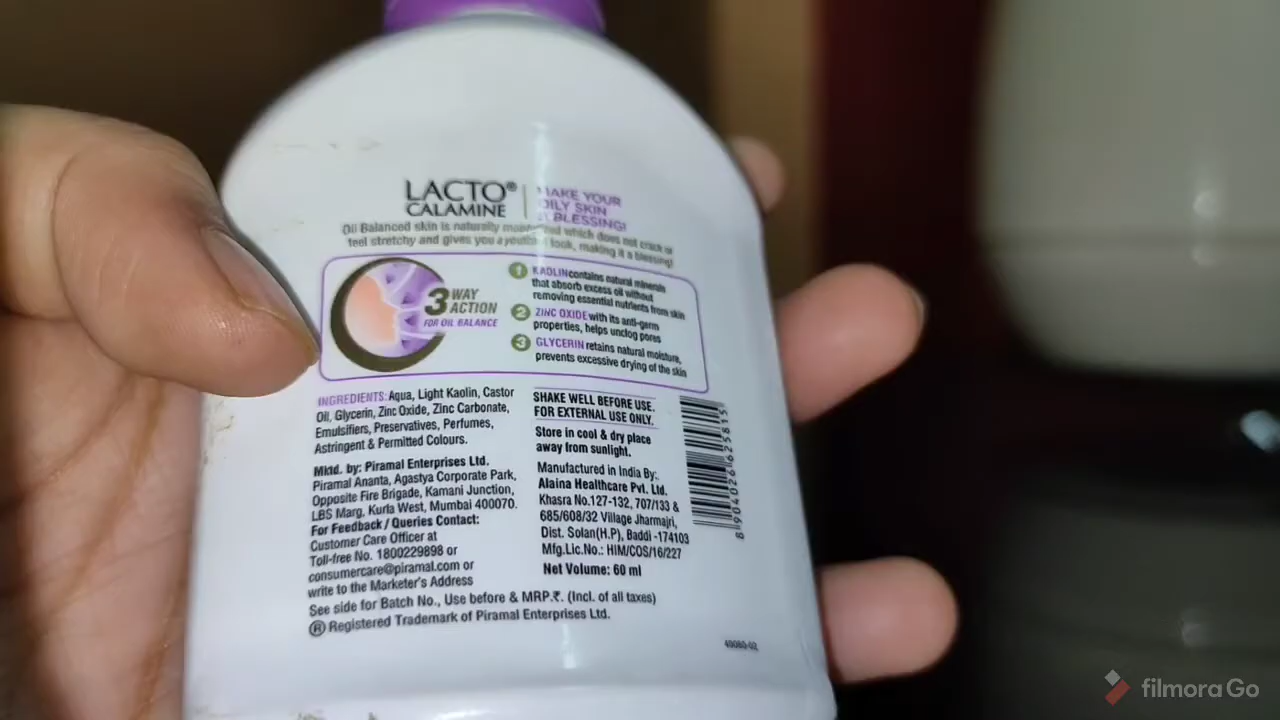 LACTO®
CALAMINE
MAKE YOUR
OILY SKIN
A BLESSING!
Oil Balanced skin is naturally which does not crack or
feel stretchy and gives you a look, making it a blessing!
3 WAY
ACTION
FOR OIL BALANCE
1 KAOLIN contains natural minerals
that absorb excess oil without
removing essential nutrients from skin
2 ZINC OXIDE with its anti-germ
properties, helps unclog pores
3 GLYCERIN retains natural moisture,
prevents excessive drying of the skin
INGREDIENTS: Aqua, Light Kaolin, Castor
Oil, Glycerin, Zinc Oxide, Zinc Carbonate,
Emulsifiers, Preservatives, Perfumes,
Astringent & Permitted Colours.
Mktd. by: Piramal Enterprises Ltd.
Piramal Ananta, Agastya Corporate Park,
Opposite Fire Brigade, Kamani Junction,
LBS Marg, Kurla West, Mumbai 400070.
For Feedback / Queries Contact:
Customer Care Officer at
Toll-free No. 1800229898 or
consumercare@piramal.com or
write to the Marketer's Address
SHAKE WELL BEFORE USE.
FOR EXTERNAL USE ONLY.
Store in cool & dry place
away from sunlight.
Manufactured in India By:
Alaina Healthcare Pvt. Ltd.
Khasra No.127-132, 707/133 &
685/608/32 Village Jharmajri,
Dist. Solan(H.P), Baddi -174103
Mfg.Lic.No.: HIM/COS/16/227
Net Volume: 60 ml
8 904026 625815
See side for Batch No., Use before & MRP.₹. (Incl. of all taxes)
® Registered Trademark of Piramal Enterprises Ltd.
40080-02
filmoraGo